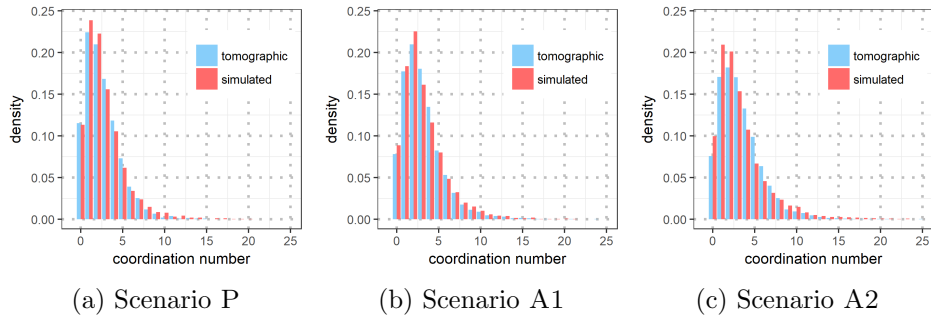 0.25
0.20
0.15
0.10
0.05
0.00
density
tomographic
simulated
0 5 10 15 20 25
coordination number
(a) Scenario P
0.25
0.20
0.15
0.10
0.05
0.00
density
tomographic
simulated
0 5 10 15 20 25
coordination number
(b) Scenario A1
0.25
0.20
0.15
0.10
0.05
0.00
density
tomographic
simulated
0 5 10 15 20 25
coordination number
(c) Scenario A2